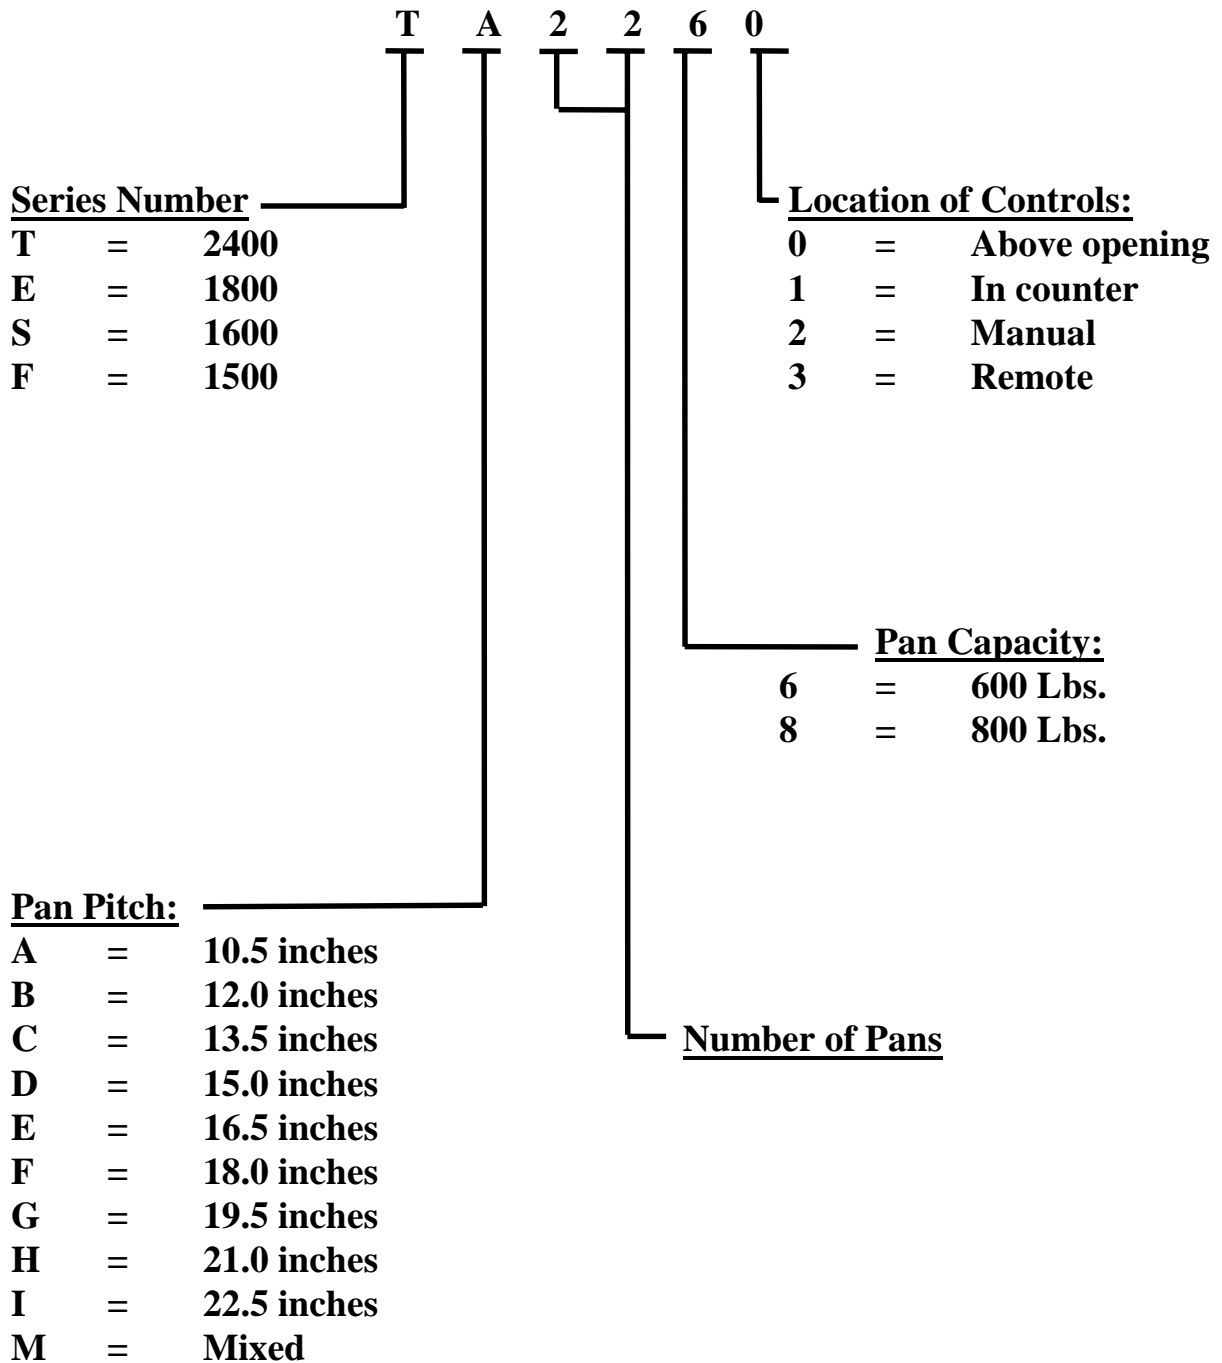 T A 2 2 6 0
Series Number
T = 2400
E = 1800
S = 1600
F = 1500
Location of Controls:
0 = Above opening
1 = In counter
2 = Manual
3 = Remote
Pan Capacity:
6 = 600 Lbs.
8 = 800 Lbs.
Pan Pitch:
A = 10.5 inches
B = 12.0 inches
C = 13.5 inches
D = 15.0 inches
E = 16.5 inches
F = 18.0 inches
G = 19.5 inches
H = 21.0 inches
I = 22.5 inches
M = Mixed
Number of Pans